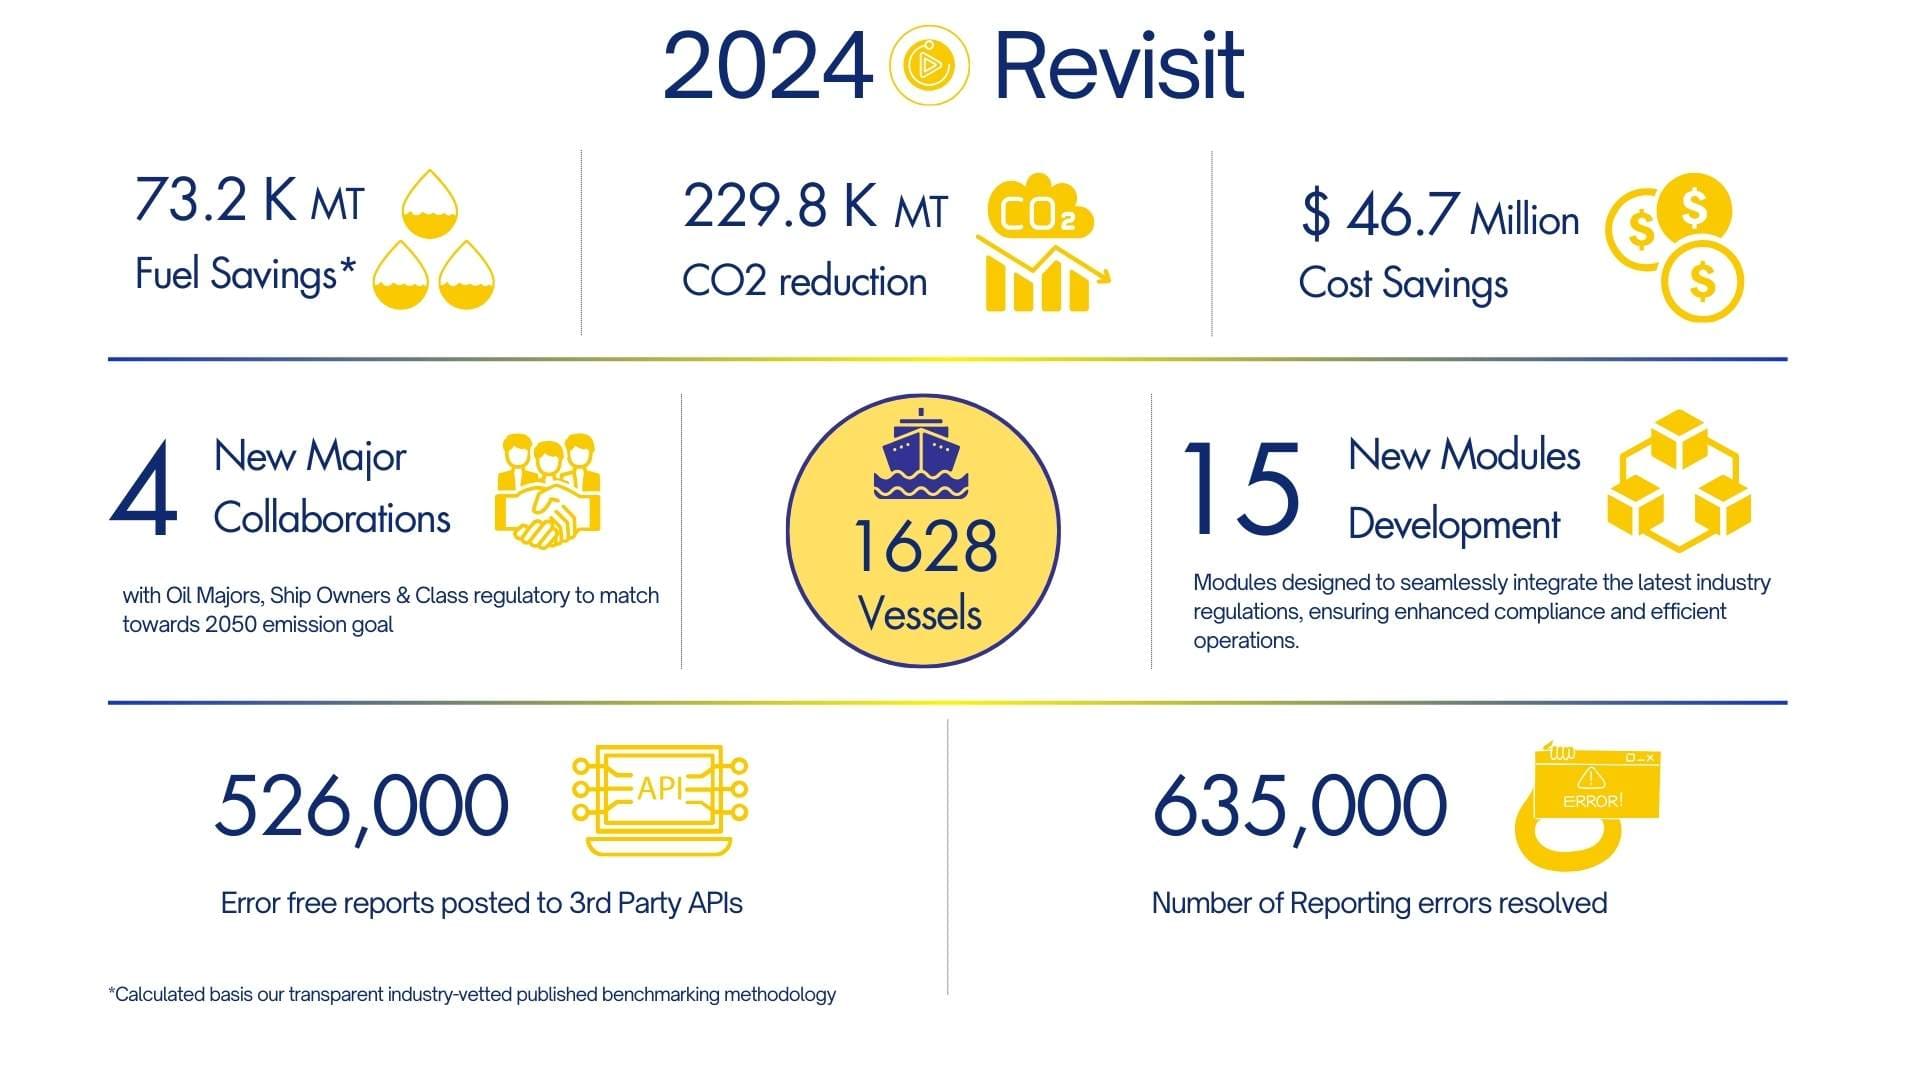 2024 Revisit
73.2 K MT
Fuel Savings*
229.8 K MT
CO2 reduction
CO2
$ 46.7 Million
Cost Savings
$
$
$
4
New Major
Collaborations
with Oil Majors, Ship Owners & Class regulatory to match
towards 2050 emission goal
1628
Vessels
15
New Modules
Development
Modules designed to seamlessly integrate the latest industry
regulations, ensuring enhanced compliance and efficient
operations.
526,000
API
Error free reports posted to 3rd Party APIs
635,000
ERROR!
Number of Reporting errors resolved
*Calculated basis our transparent industry-vetted published benchmarking methodology